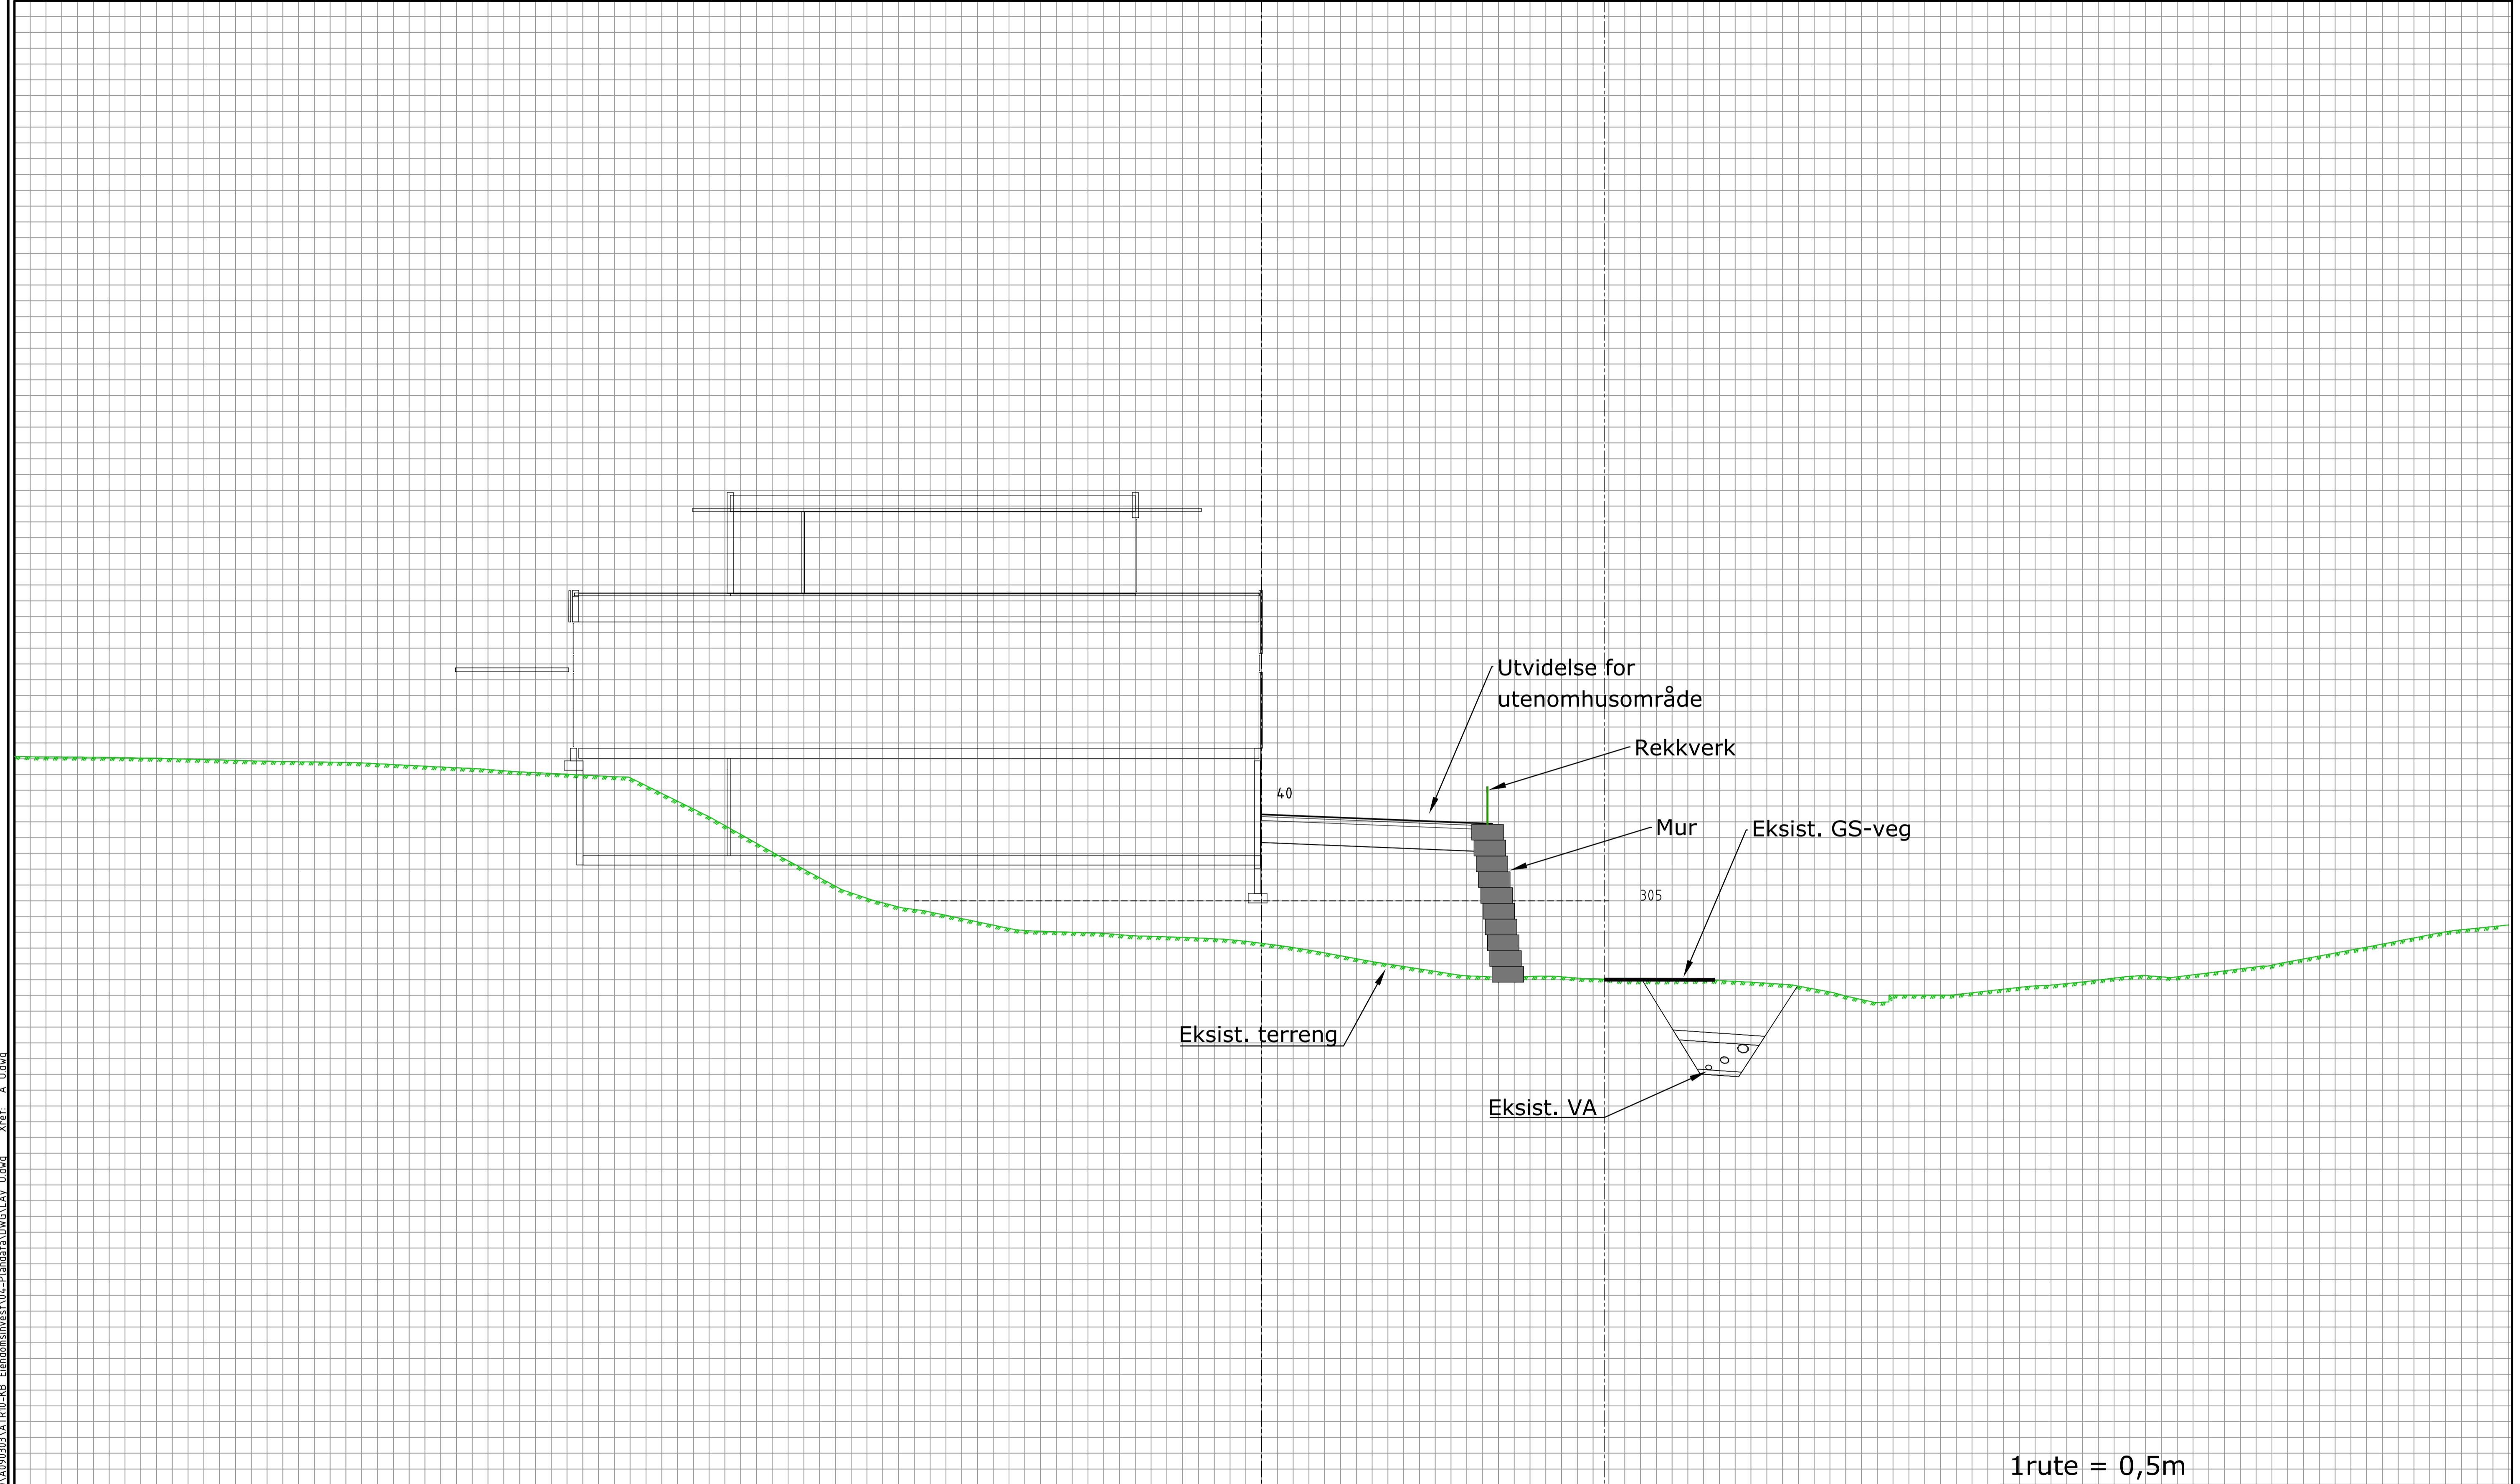 Utvidelse for
utenomhusområde
Rekkverk
40
Mur
Eksist. GS-veg
305
Eksist. terreng
Eksist. VA
1rute = 0,5m